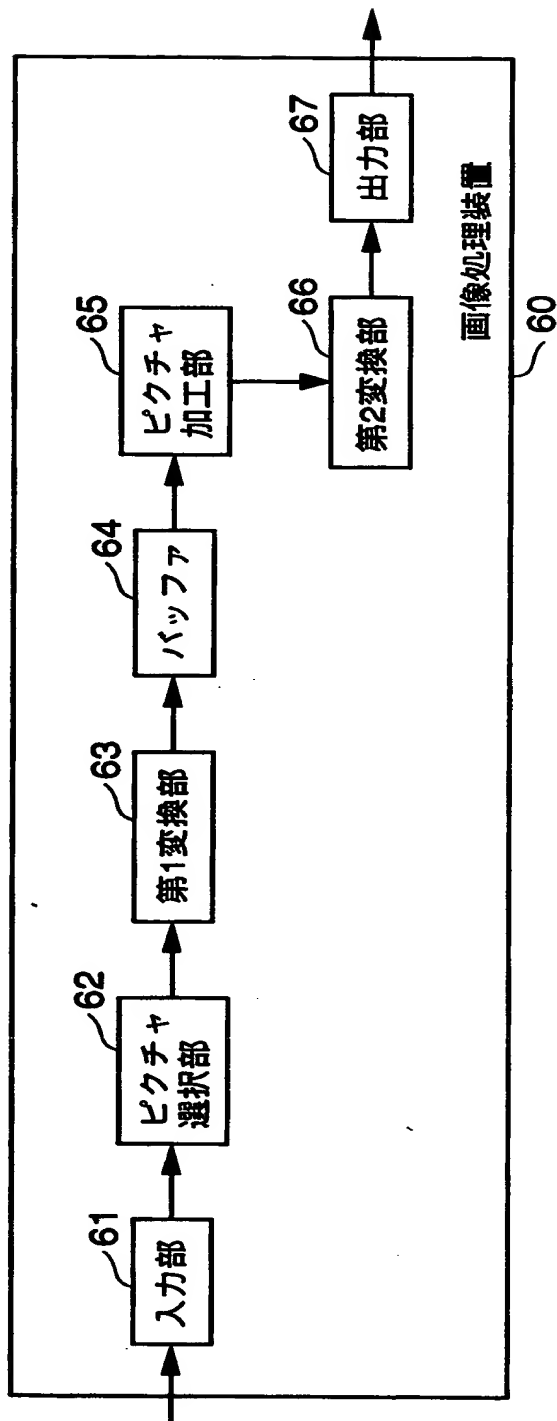 61
入力部
62
ピクチャ
選択部
63
第1変換部
64
バッファ
65
ピクチャ
加工部
66
第2変換部
67
出力部
画像処理装置
60